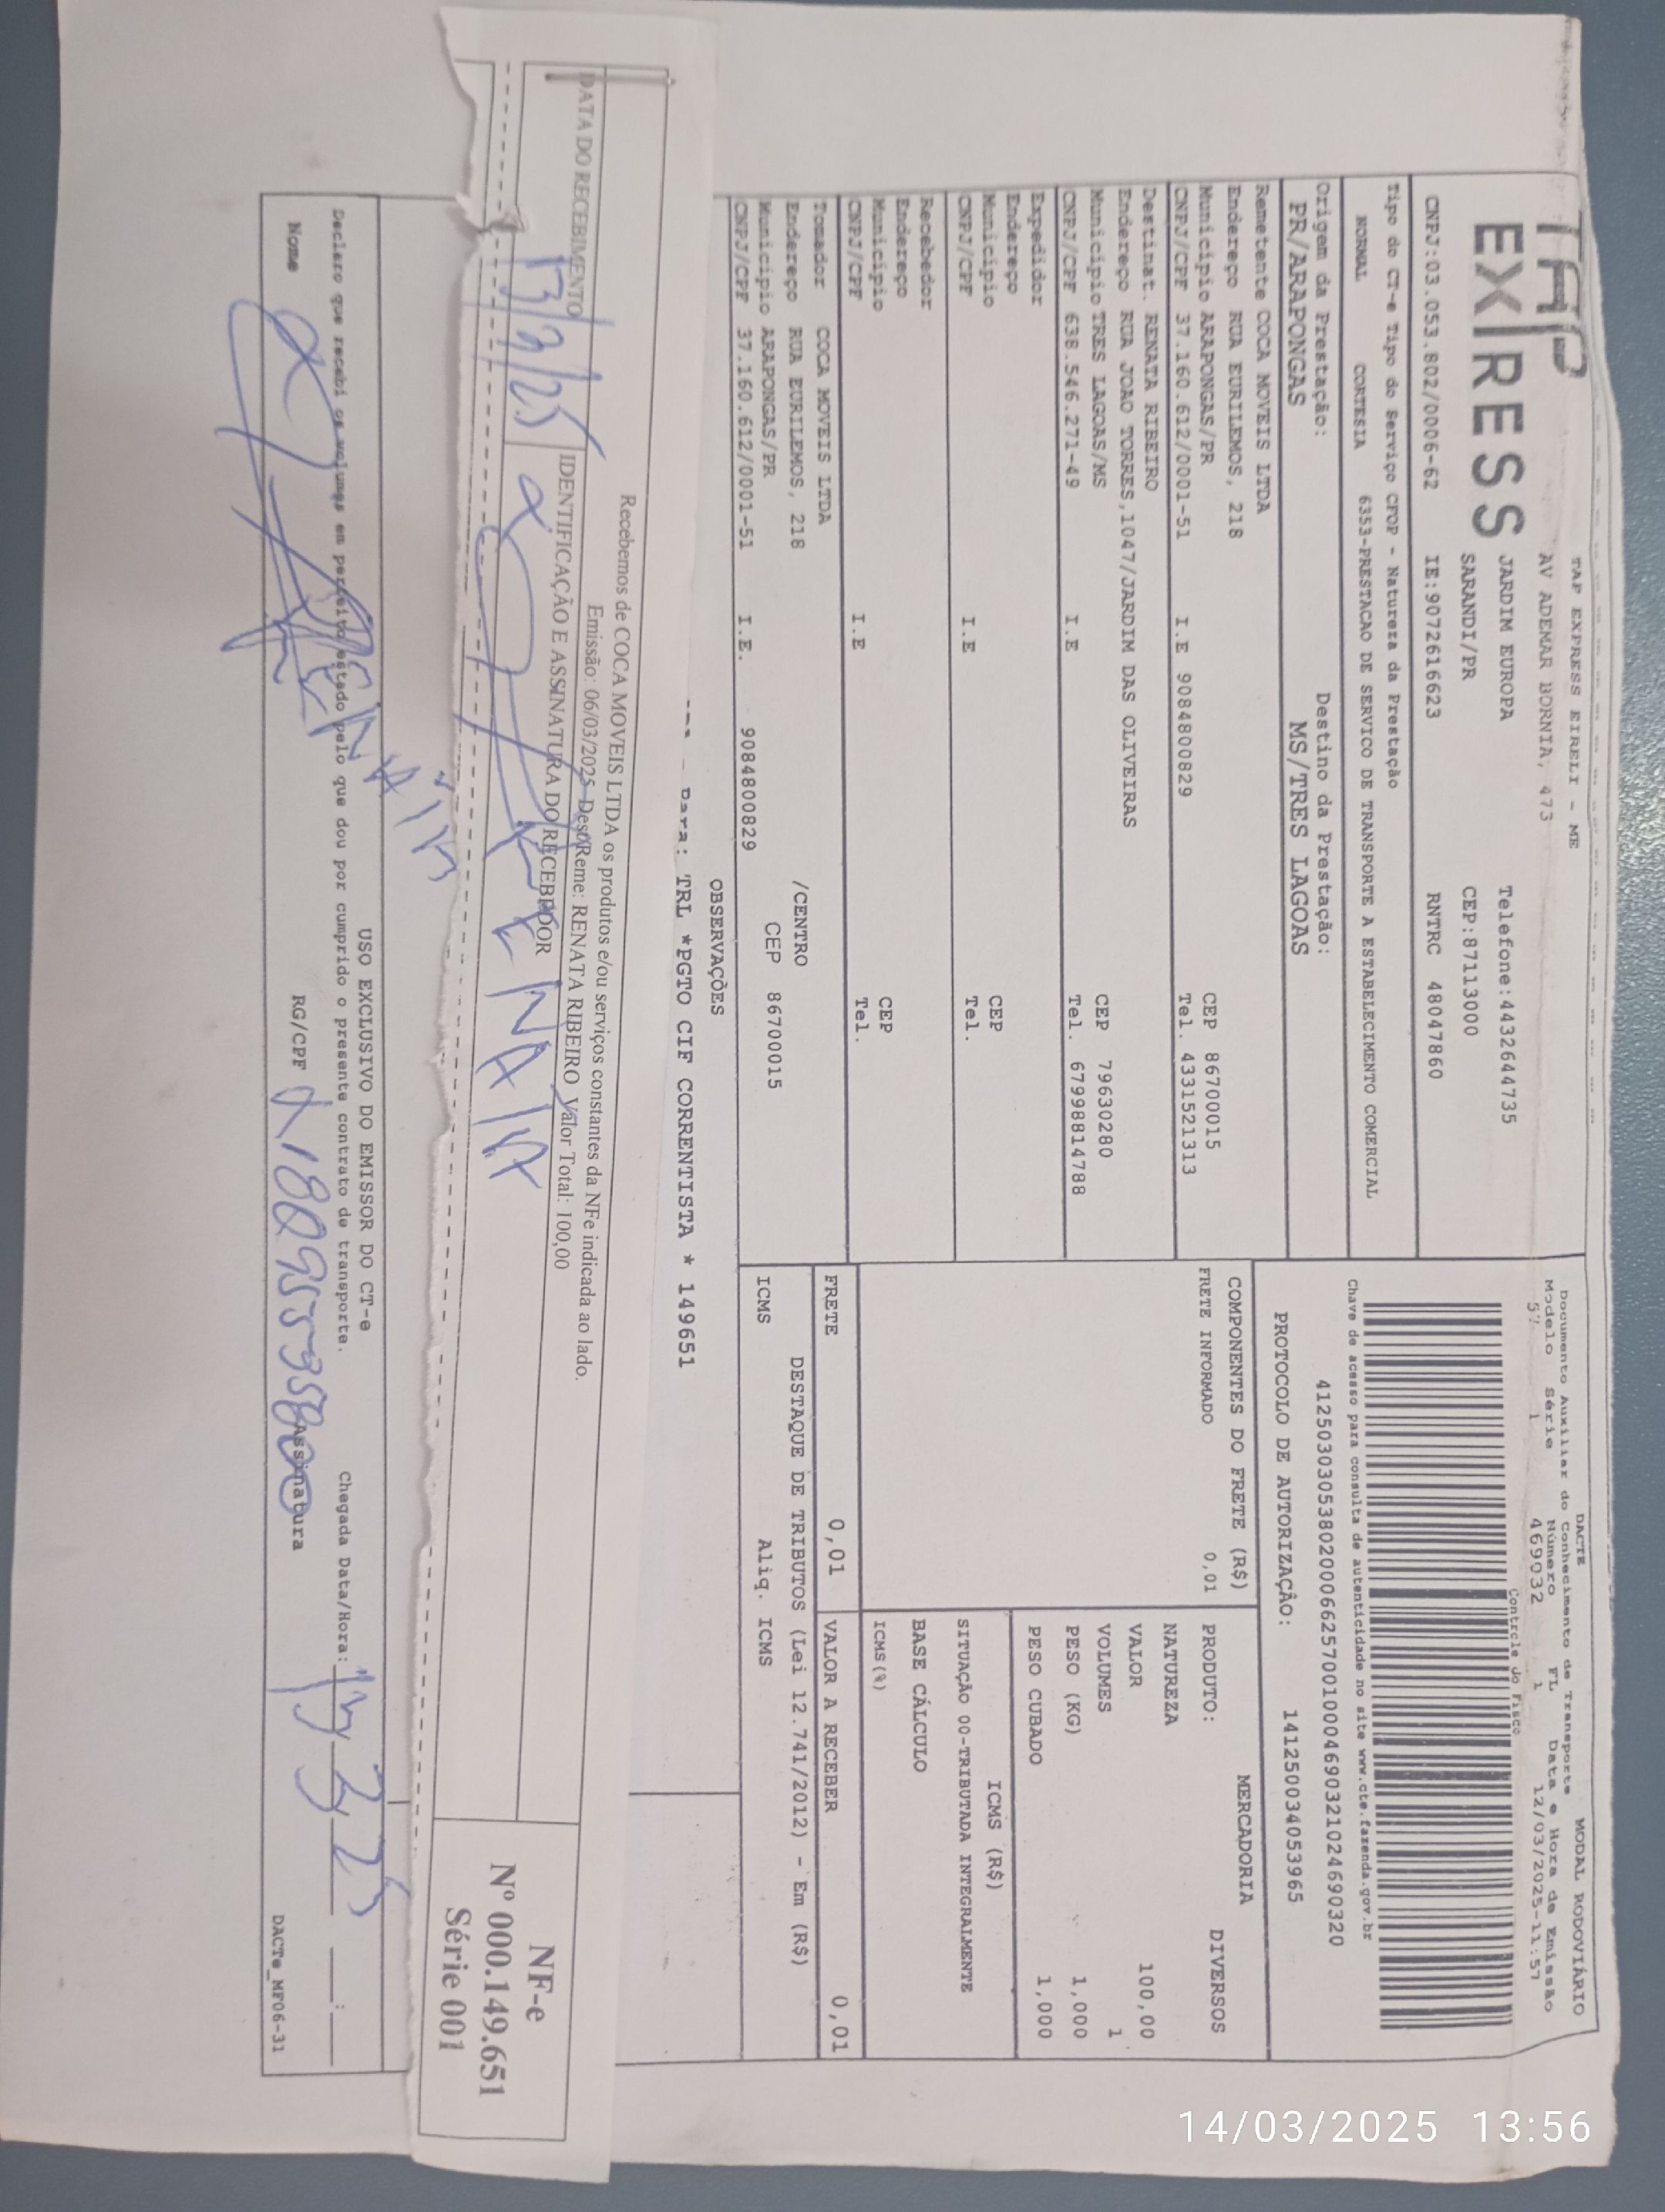 TAP
EXPRESS
TAP EXPRESS EIRELI - ME
AV ADEMAR BORNIA, 473
JARDIM EUROPA Telefone:4432644735
SARANDI/PR CEP:87113000
CNPJ:03.053.802/0006-62 IE:9072616623 RNTRC 48047860
DACTE MODAL RODOVIÁRIO
Documento Auxiliar do Conhecimento de Transporte
Modelo Série Número FL Data e Hora de Emissão
57 1 469032 1 12/03/2025-11:57
Controle do Fisco
Chave de acesso para consulta de autenticidade no site www.cte.fazenda.gov.br
41250303053802000662570010004690321024690320
PROTOCOLO DE AUTORIZAÇÃO: 141250034053965
Tipo do CT-e Tipo do Serviço CFOP - Natureza da Prestação
NORMAL CORTESIA 6353-PRESTACAO DE SERVICO DE TRANSPORTE A ESTABELECIMENTO COMERCIAL
Origem da Prestação: Destino da Prestação:
PR/ARAPONGAS MS/TRES LAGOAS
Remetente COCA MOVEIS LTDA
Endereço RUA EURILEMOS, 218
Município ARAPONGAS/PR CEP 86700015
CNPJ/CPF 37.160.612/0001-51 I.E 9084800829 Tel. 4331521313
Destinat. RENATA RIBEIRO
Endereço RUA JOAO TORRES,1047/JARDIM DAS OLIVEIRAS
Município TRES LAGOAS/MS CEP 79630280
CNPJ/CPF 638.546.271-49 I.E Tel. 67998814788
Expedidor
Endereço
Município CEP
CNPJ/CPF I.E Tel.
Recebedor
Endereço
Município CEP
CNPJ/CPF I.E Tel.
Tomador COCA MOVEIS LTDA
Endereço RUA EURILEMOS, 218 /CENTRO
Município ARAPONGAS/PR CEP 86700015
CNPJ/CPF 37.160.612/0001-51 I.E. 9084800829
COMPONENTES DO FRETE (R$)
FRETE INFORMADO 0,01
MERCADORIA
PRODUTO: DIVERSOS
NATUREZA
VALOR 100,00
VOLUMES 1
PESO (KG) 1,000
PESO CUBADO 1,000
ICMS (R$)
SITUAÇÃO 00-TRIBUTADA INTEGRALMENTE
BASE CÁLCULO
ICMS(%)
FRETE 0,01 VALOR A RECEBER 0,01
DESTAQUE DE TRIBUTOS (Lei 12.741/2012) - Em (R$)
ICMS Aliq. ICMS
OBSERVAÇÕES
Para: TRL *PGTO CIF CORRENTISTA * 149651
Recebemos de COCA MOVEIS LTDA os produtos e/ou serviços constantes da NFe indicada ao lado.
Emissão: 06/03/2025 Dest/Reme: RENATA RIBEIRO Valor Total: 100,00
DATA DO RECEBIMENTO IDENTIFICAÇÃO E ASSINATURA DO RECEBEDOR
13/3/25
NF-e
Nº 000.149.651
Série 001
USO EXCLUSIVO DO EMISSOR DO CT-e
Declaro que recebi os volumes em perfeito estado pelo que dou por cumprido o presente contrato de transporte. Chegada Data/Hora:
Nome RG/CPF Assinatura
DACTe_MF06-31
14/03/2025 13:56